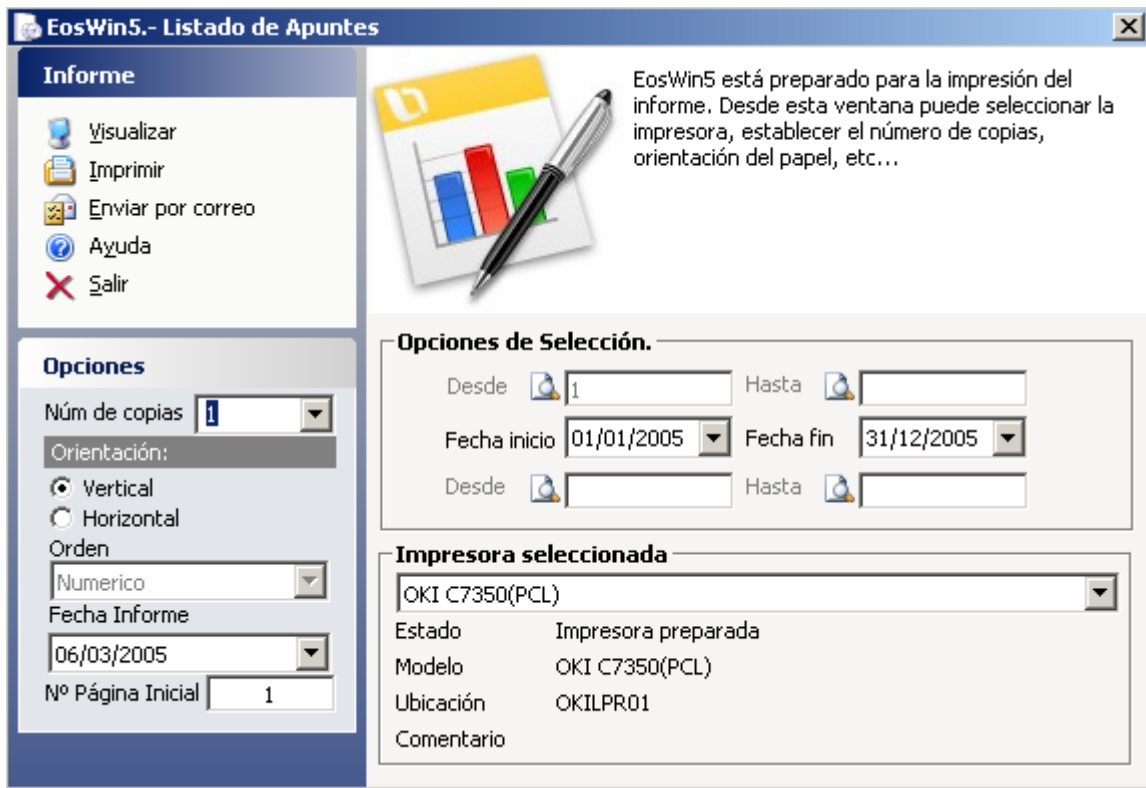 EosWin5.- Listado de Apuntes
Informe
Visualizar
Imprimir
Enviar por correo
Ayuda
Salir
EosWin5 está preparado para la impresión del
informe. Desde esta ventana puede seleccionar la
impresora, establecer el número de copias,
orientación del papel, etc...
Opciones
Núm de copias 1
Orientación:
Vertical
Horizontal
Orden
Numerico
Fecha Informe
06/03/2005
Nº Página Inicial 1
Opciones de Selección.
Desde 1 Hasta
Fecha inicio 01/01/2005 Fecha fin 31/12/2005
Desde Hasta
Impresora seleccionada
OKI C7350(PCL)
Estado Impresora preparada
Modelo OKI C7350(PCL)
Ubicación OKILPR01
Comentario